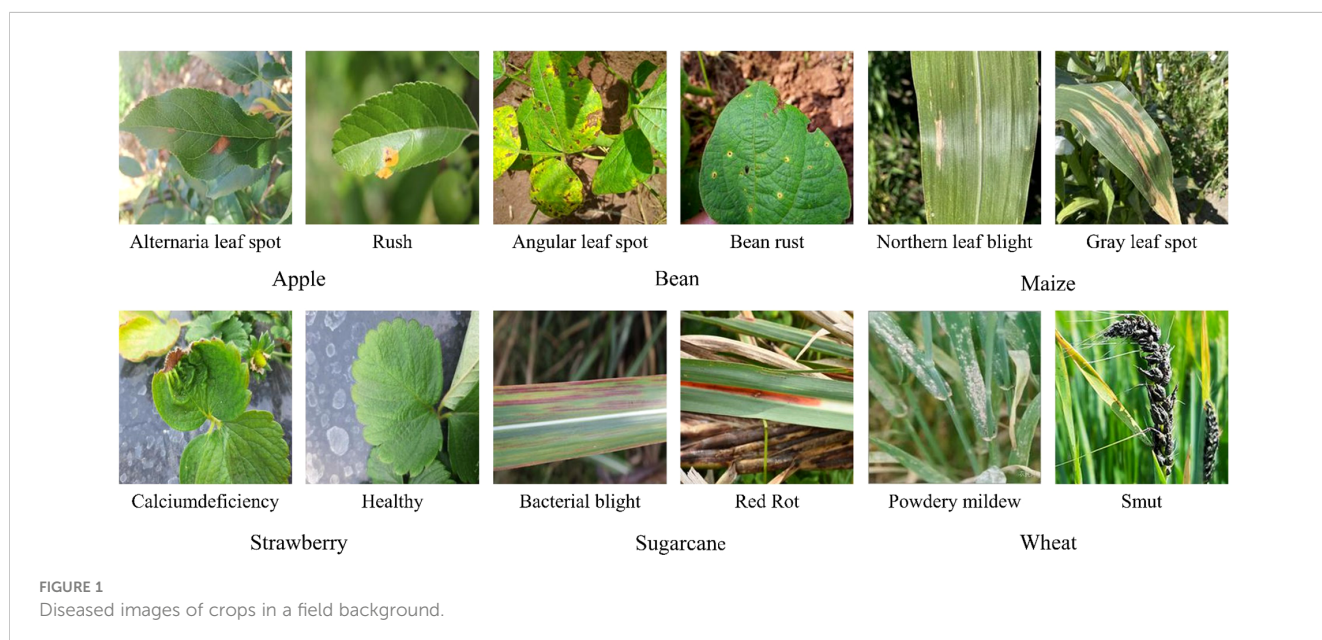 Alternaria leaf spot
Rush
Angular leaf spot
Bean rust
Northern leaf blight
Gray leaf spot
Apple
Bean
Maize
Calciumdeficiency
Healthy
Bacterial blight
Red Rot
Powdery mildew
Smut
Strawberry
Sugarcane
Wheat
FIGURE 1
Diseased images of crops in a field background.